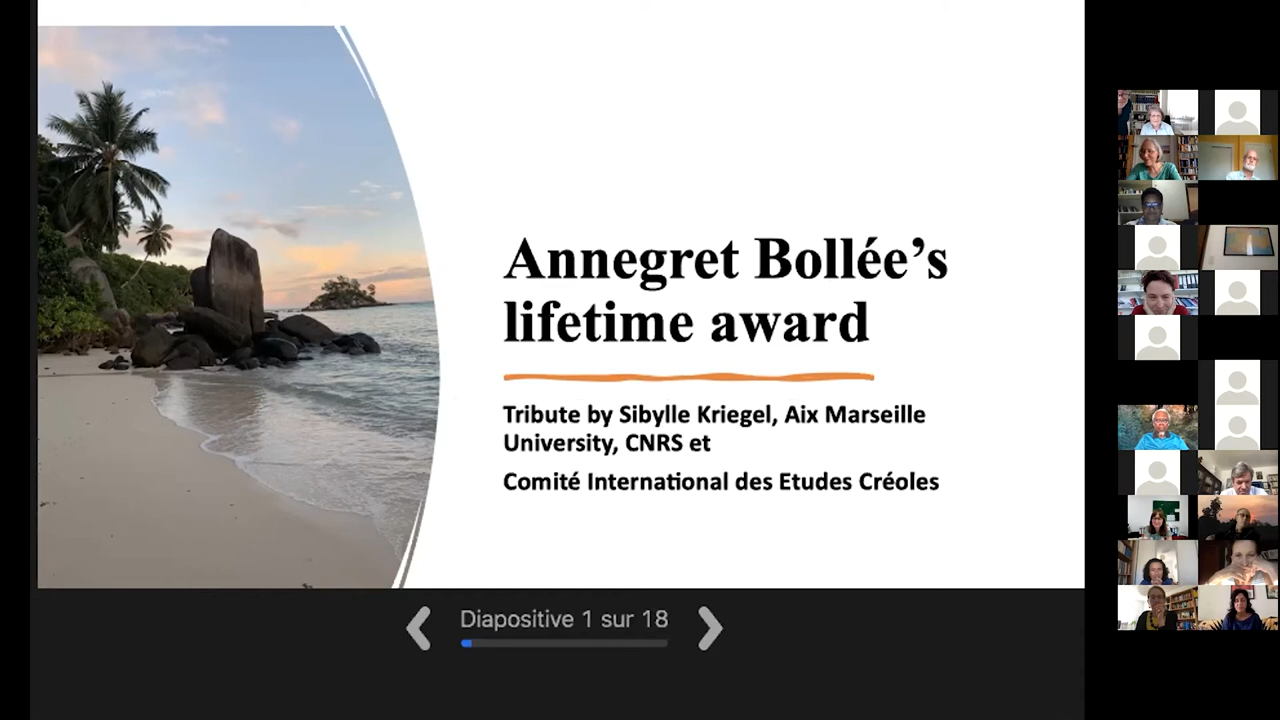 Annegret Bollée’s
lifetime award
Tribute by Sibylle Kriegel, Aix Marseille
University, CNRS et
Comité International des Etudes Créoles
Diapositive 1 sur 18